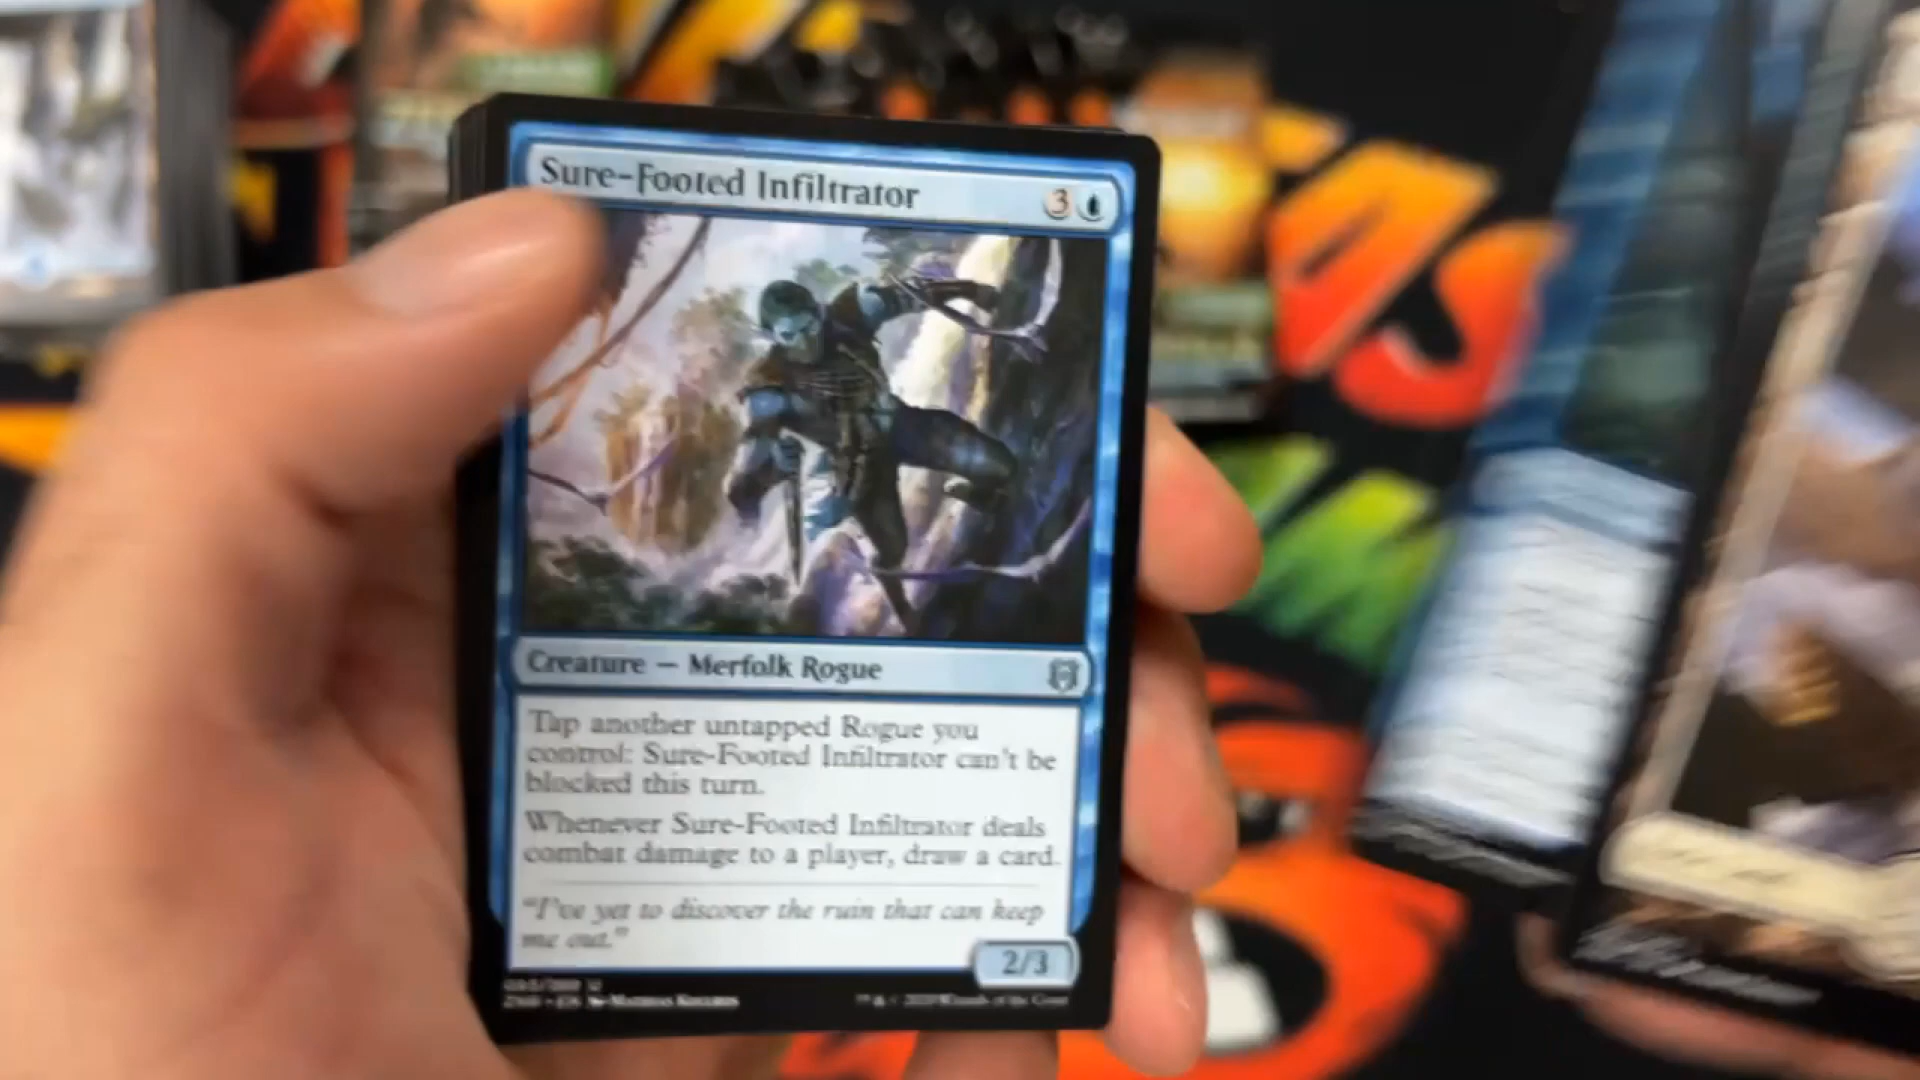 Sure-Footed Infiltrator 3
Creature — Merfolk Rogue
Tap another untapped Rogue you
control: Sure-Footed Infiltrator can't be
blocked this turn.
Whenever Sure-Footed Infiltrator deals
combat damage to a player, draw a card.
"I've yet to discover the ruin that can keep
me out."
2/3